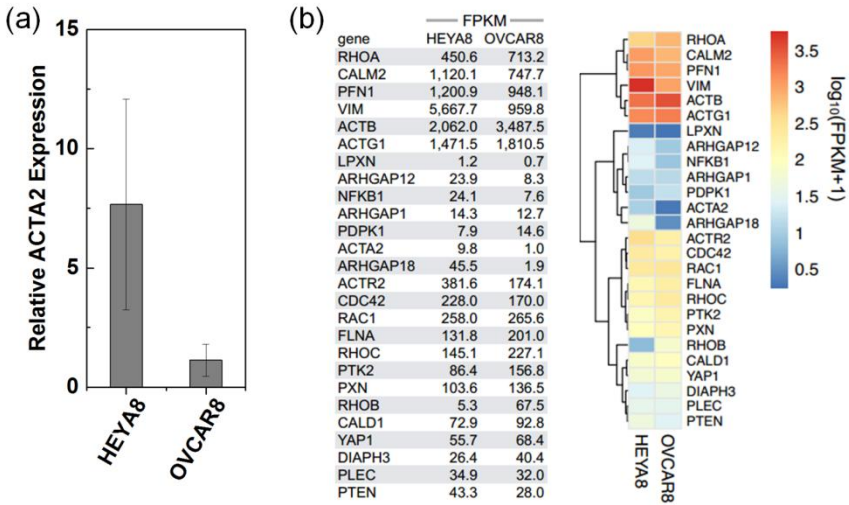 (a)
15
10
5
0
Relative ACTA2 Expression
HEYA8
OVCAR8
(b)
FPKM
gene HEYA8 OVCAR8
RHOA 450.6 713.2
CALM2 1,120.1 747.7
PFN1 1,200.9 948.1
VIM 5,667.7 959.8
ACTB 2,062.0 3,487.5
ACTG1 1,471.5 1,810.5
LPXN 1.2 0.7
ARHGAP12 23.9 8.3
NFKB1 24.1 7.6
ARHGAP1 14.3 12.7
PDPK1 7.9 14.6
ACTA2 9.8 1.0
ARHGAP18 45.5 1.9
ACTR2 381.6 174.1
CDC42 228.0 170.0
RAC1 258.0 265.6
FLNA 131.8 201.0
RHOC 145.1 227.1
PTK2 86.4 156.8
PXN 103.6 136.5
RHOB 5.3 67.5
CALD1 72.9 92.8
YAP1 55.7 68.4
DIAPH3 26.4 40.4
PLEC 34.9 32.0
PTEN 43.3 28.0
RHOA
CALM2
PFN1
VIM
ACTB
ACTG1
LPXN
ARHGAP12
NFKB1
ARHGAP1
PDPK1
ACTA2
ARHGAP18
ACTR2
CDC42
RAC1
FLNA
RHOC
PTK2
PXN
RHOB
CALD1
YAP1
DIAPH3
PLEC
PTEN
HEYA8
OVCAR8
3.5
3
2.5
2
1.5
1
0.5
log10(FPKM+1)